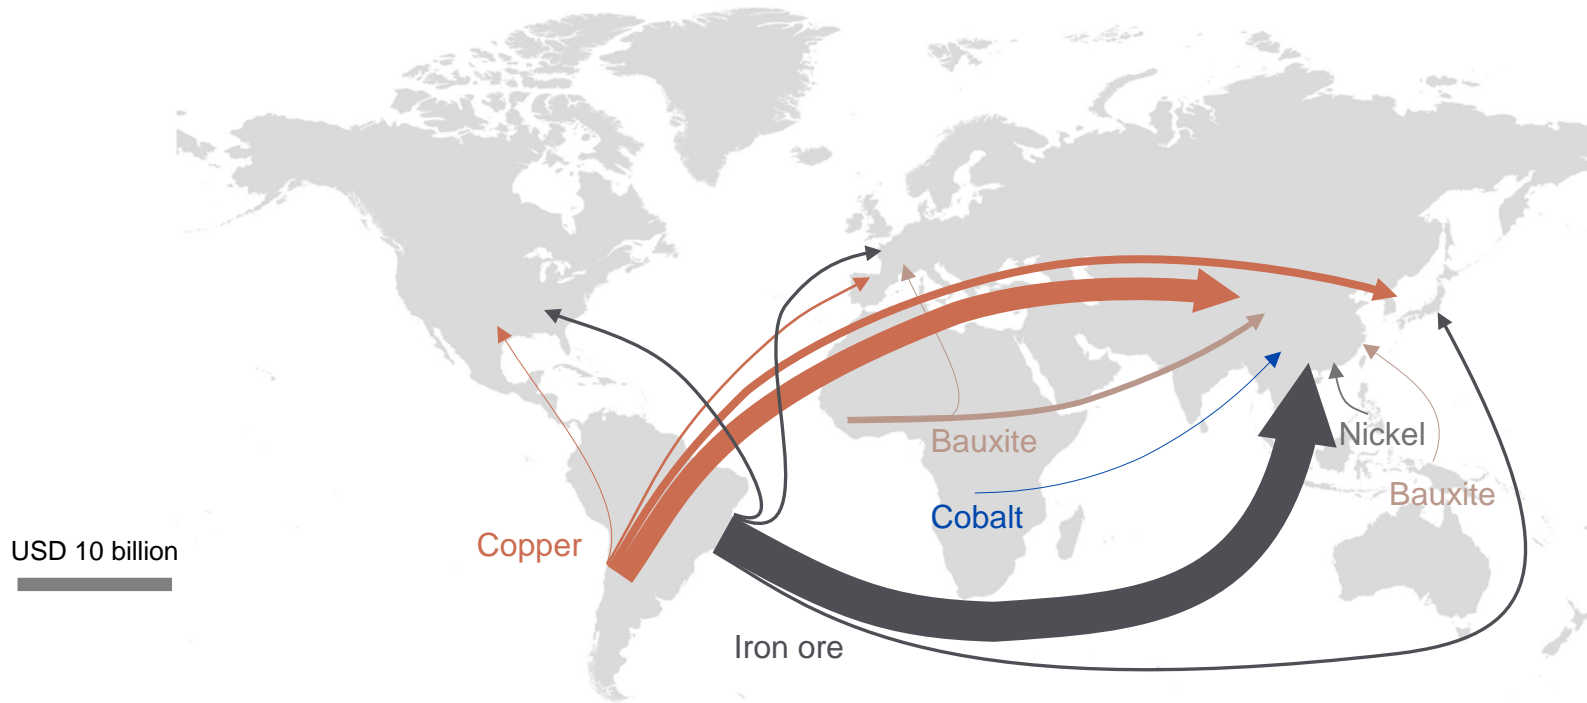 Bauxite
Nickel
Bauxite
Cobalt
Copper
USD 10 billion
Iron ore